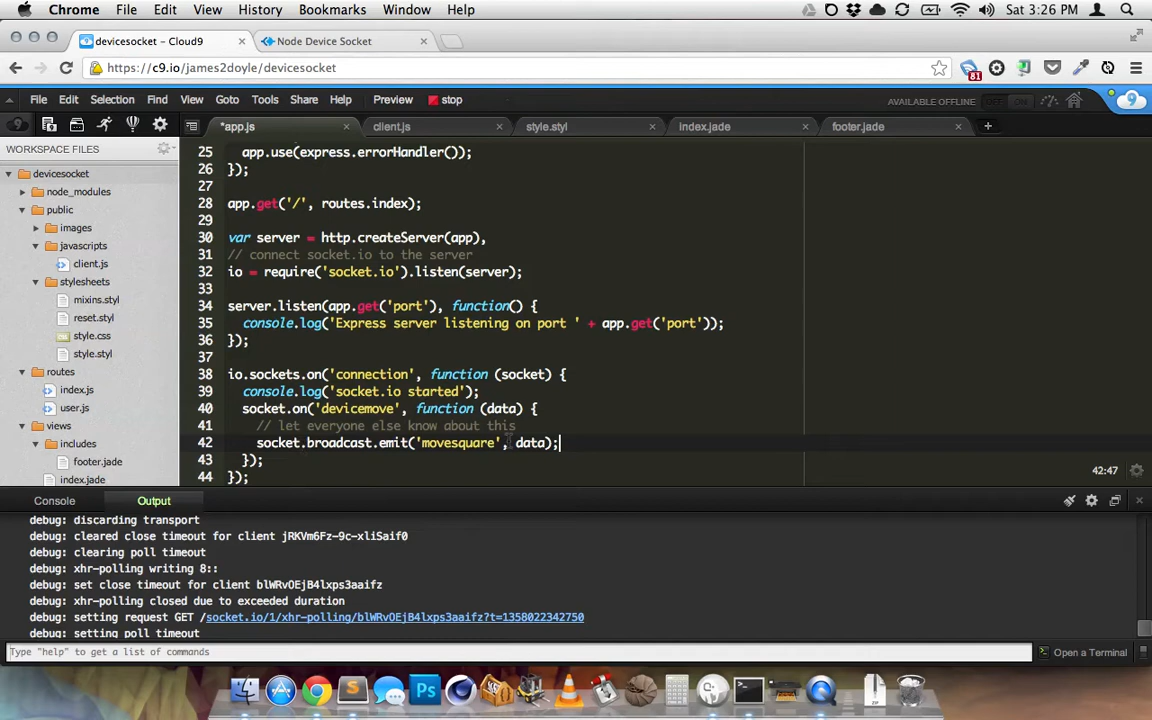 Chrome File Edit View History Bookmarks Window Help Sat 3:26 PM
devicesocket – Cloud9 Node Device Socket
https://c9.io/james2doyle/devicesocket 81
File Edit Selection Find View Goto Tools Share Help Preview stop AVAILABLE OFFLINE OFF ON 9
9 *app.js client.js style.styl index.jade footer.jade
WORKSPACE FILES
devicesocket
node_modules
public
images
javascripts
client.js
stylesheets
mixins.styl
reset.styl
style.css
style.styl
routes
index.js
user.js
views
includes
footer.jade
index.jade
25 app.use(express.errorHandler());
26 });
27
28 app.get('/', routes.index);
29
30 var server = http.createServer(app),
31 // connect socket.io to the server
32 io = require('socket.io').listen(server);
33
34 server.listen(app.get('port'), function() {
35 console.log('Express server listening on port ' + app.get('port'));
36 });
37
38 io.sockets.on('connection', function (socket) {
39 console.log('socket.io started');
40 socket.on('devicemove', function (data) {
41 // let everyone else know about this
42 socket.broadcast.emit('movesquare', data);
43 });
44 });
42:47
Console Output
debug: discarding transport
debug: cleared close timeout for client jRKVm6Fz-9c-xliSaif0
debug: clearing poll timeout
debug: xhr-polling writing 8::
debug: set close timeout for client blWRvOEjB4lxps3aaifz
debug: xhr-polling closed due to exceeded duration
debug: setting request GET /socket.io/1/xhr-polling/blWRvOEjB4lxps3aaifz?t=1358022342750
debug: setting poll timeout
Type "help" to get a list of commands
Open a Terminal